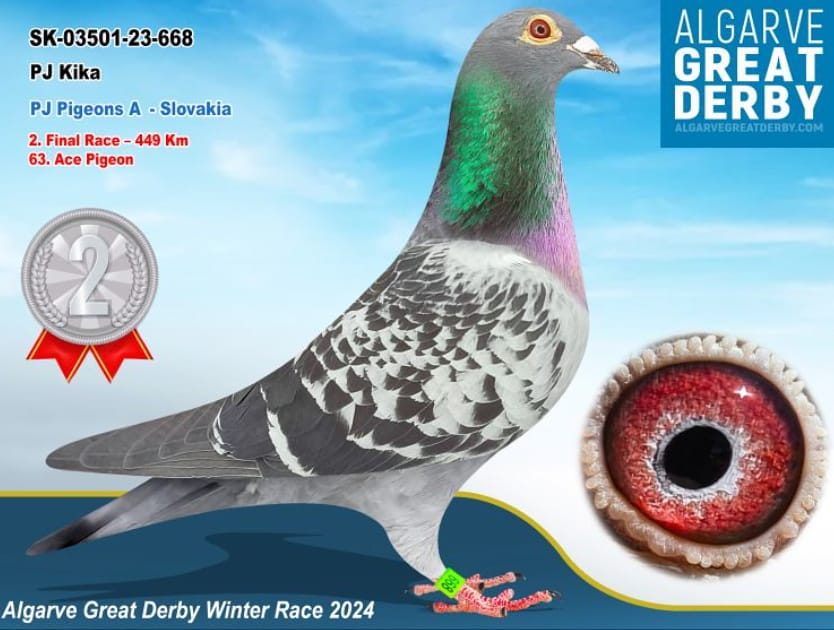 SK-03501-23-668
PJ Kika
PJ Pigeons A - Slovakia
2. Final Race – 449 Km
63. Ace Pigeon
ALGARVE
GREAT
DERBY
ALGARVEGREATDERBY.COM
2
Algarve Great Derby Winter Race 2024